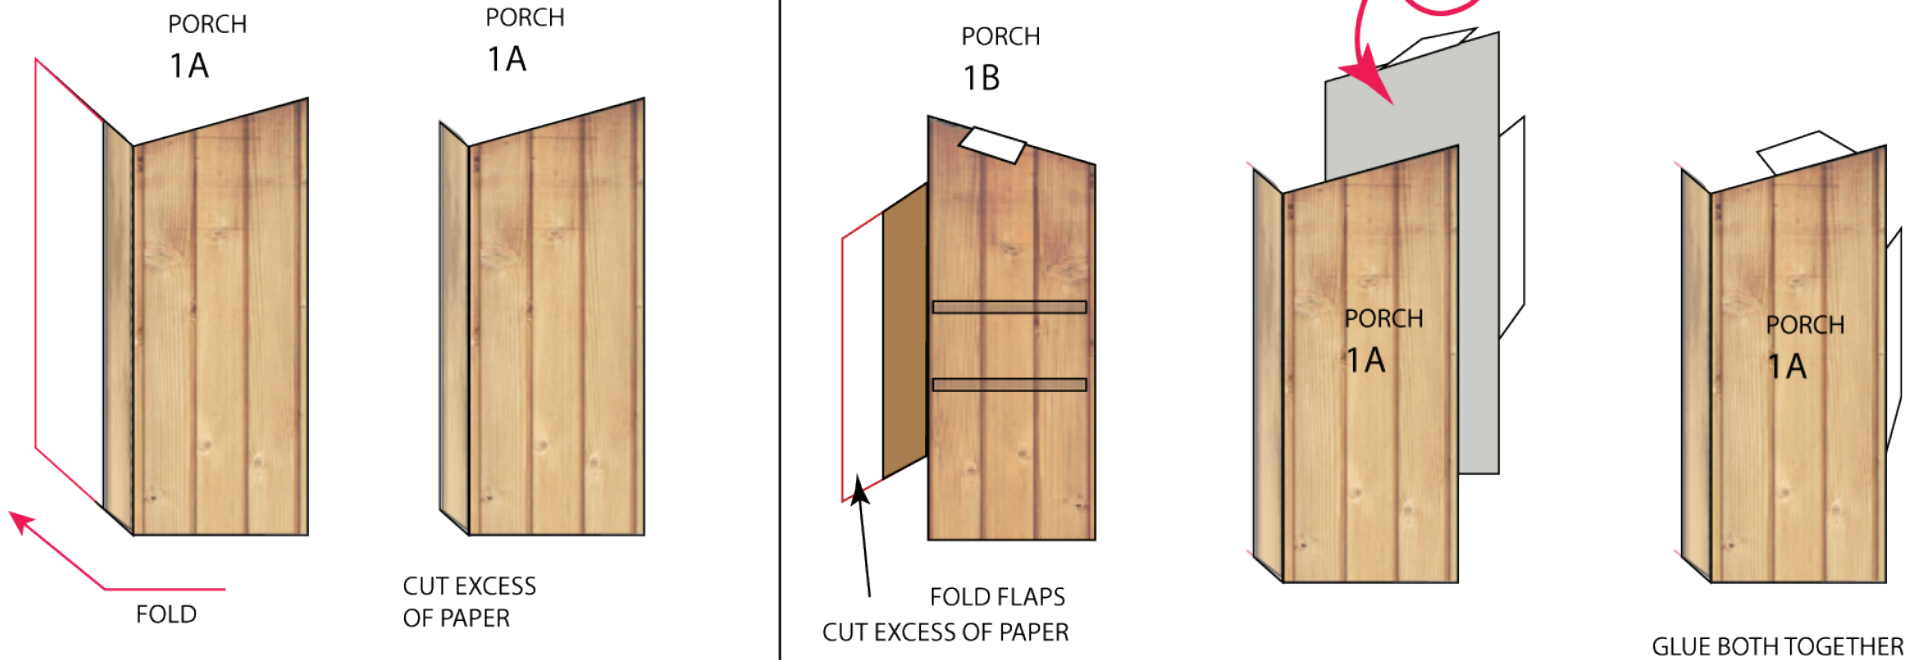 PORCH
1A
FOLD
PORCH
1A
CUT EXCESS
OF PAPER
PORCH
1B
FOLD FLAPS
CUT EXCESS OF PAPER
PORCH
1A
PORCH
1A
GLUE BOTH TOGETHER